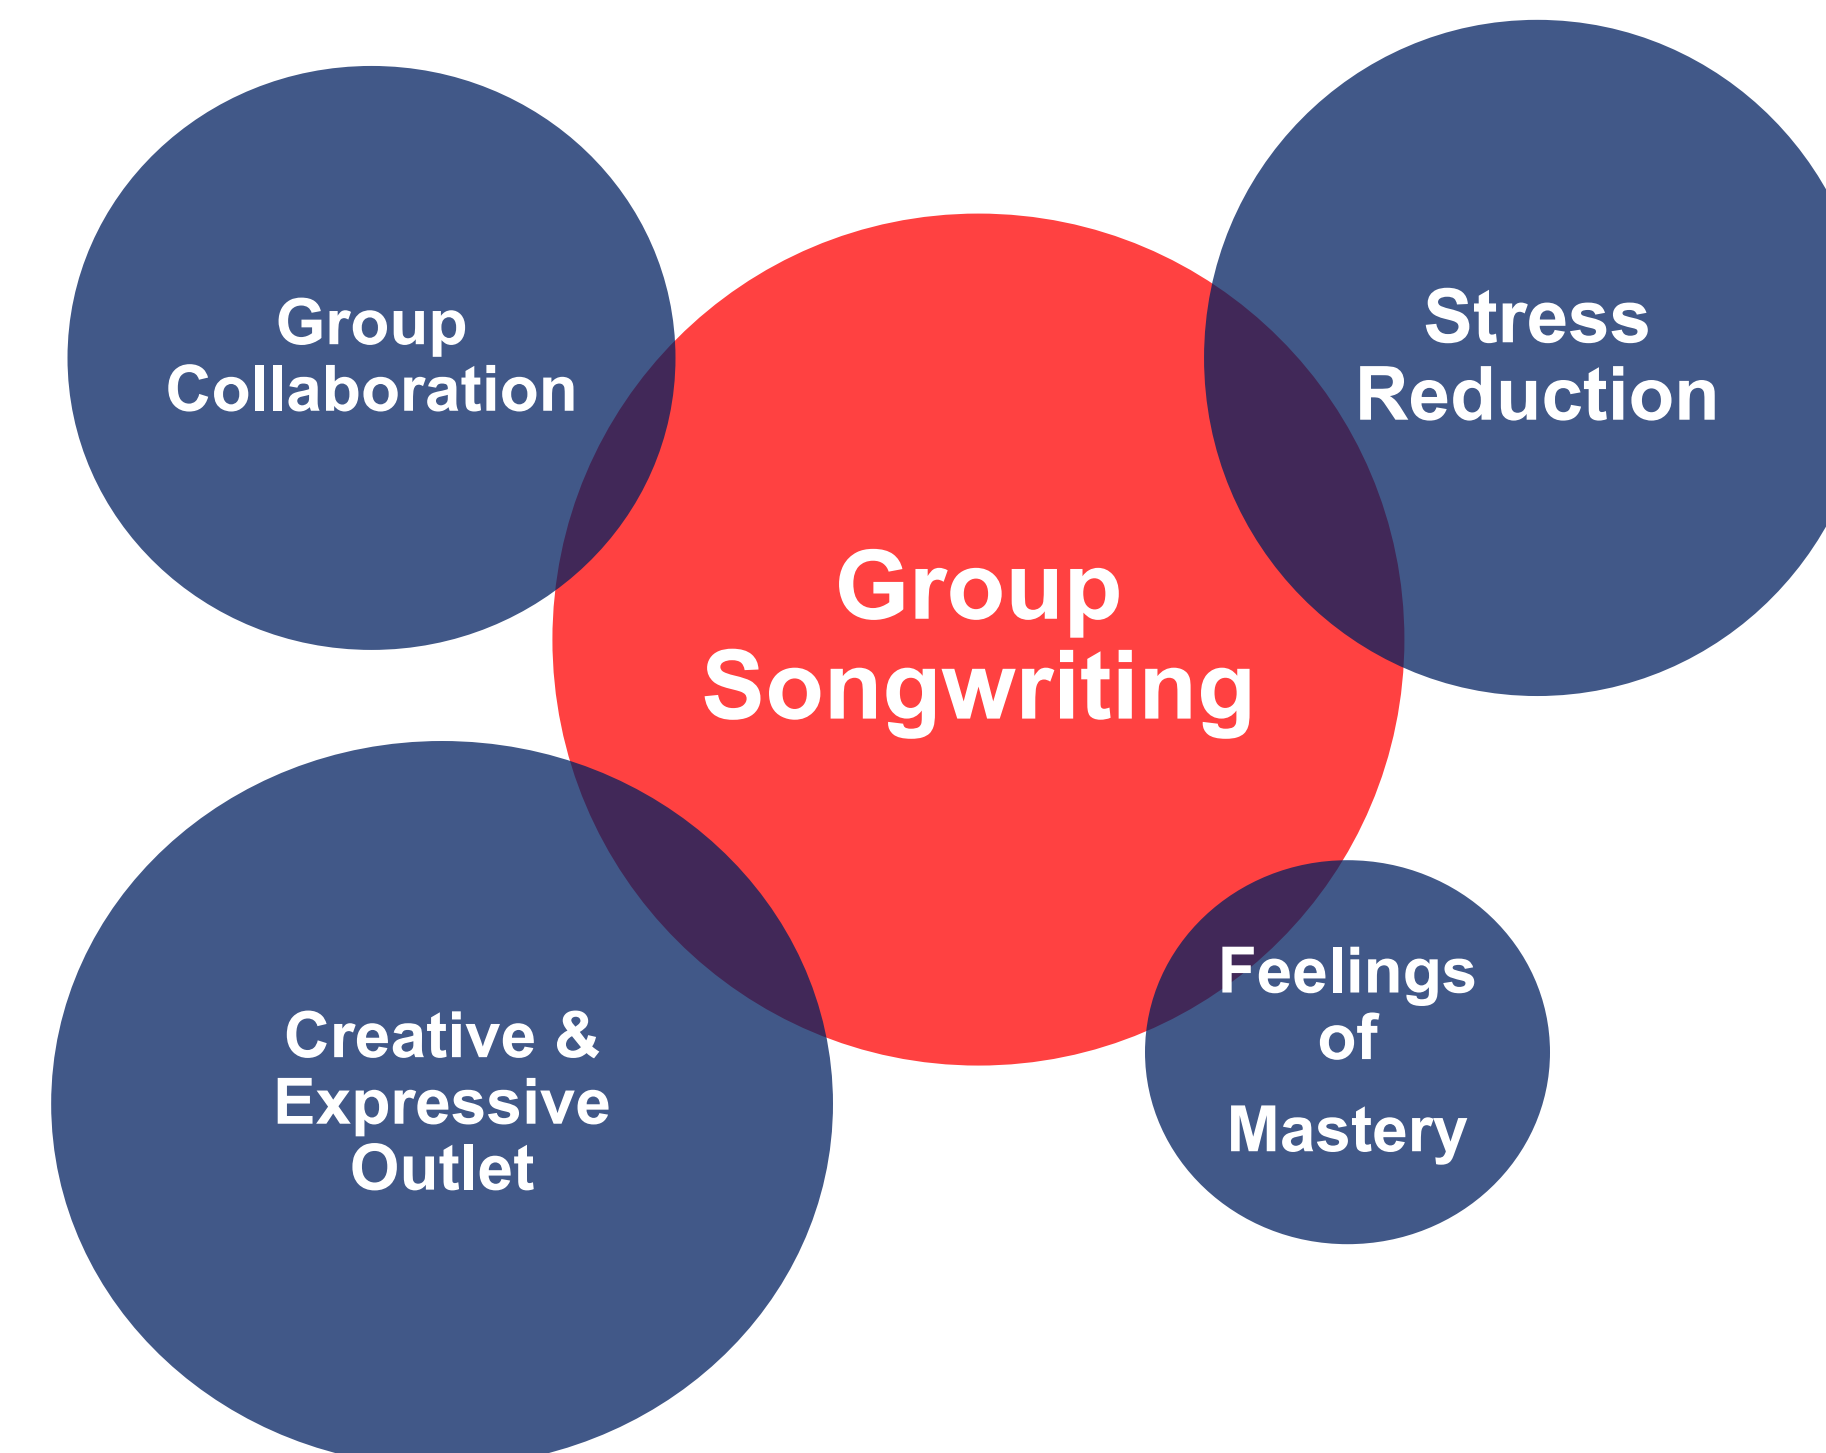 Group
Collaboration
Stress
Reduction
Group
Songwriting
Creative &
Expressive
Outlet
Feelings
of
Mastery